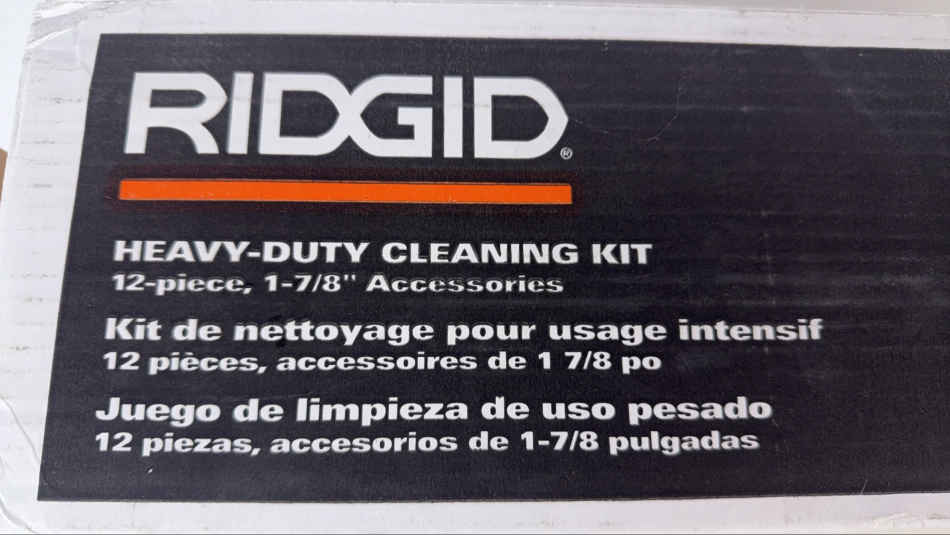 RIDGID®
HEAVY-DUTY CLEANING KIT
12-piece, 1-7/8" Accessories
Kit de nettoyage pour usage intensif
12 pièces, accessoires de 1 7/8 po
Juego de limpieza de uso pesado
12 piezas, accesorios de 1-7/8 pulgadas